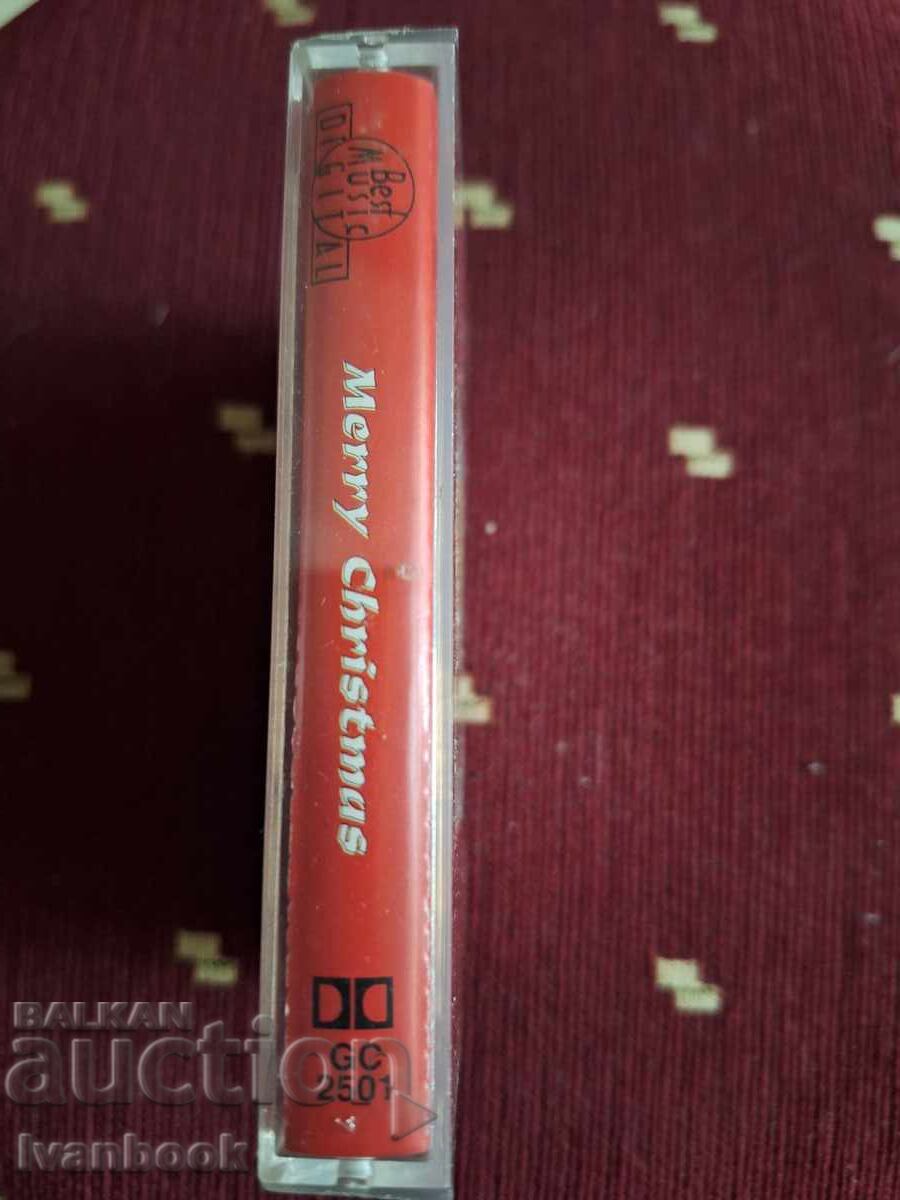 Best
MUSIC
DIGITAL
Merry Christmas
GC
2501
BALKAN
auction
Ivanbook